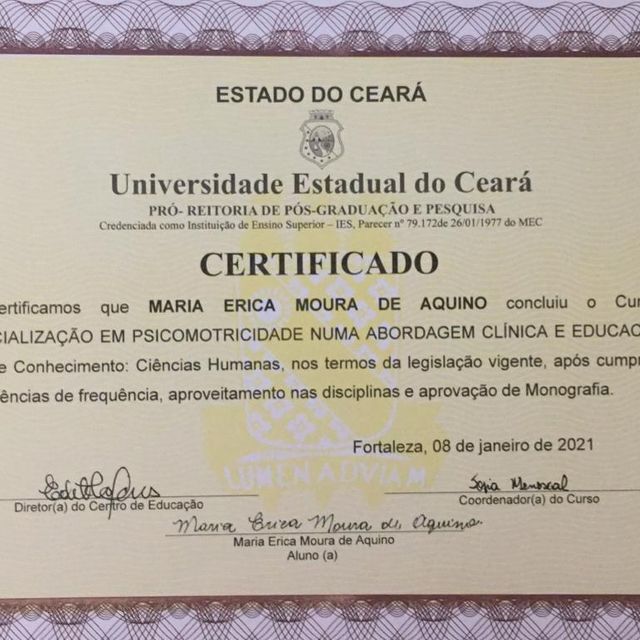 ESTADO DO CEARÁ
Universidade Estadual do Ceará
PRÓ- REITORIA DE PÓS-GRADUAÇÃO E PESQUISA
Credenciada como Instituição de Ensino Superior – IES, Parecer nº 79.172de 26/01/1977 do MEC
CERTIFICADO
ertificamos que MARIA ERICA MOURA DE AQUINO concluiu o Cur
CIALIZAÇÃO EM PSICOMOTRICIDADE NUMA ABORDAGEM CLÍNICA E EDUCAC
e Conhecimento: Ciências Humanas, nos termos da legislação vigente, após cumpr
ências de frequência, aproveitamento nas disciplinas e aprovação de Monografia.
Fortaleza, 08 de janeiro de 2021
LUMEN AD VIAM
Sofia Menescal
Diretor(a) do Centro de Educação
Coordenador(a) do Curso
Maria Erica Moura de Aquino.
Maria Erica Moura de Aquino
Aluno (a)